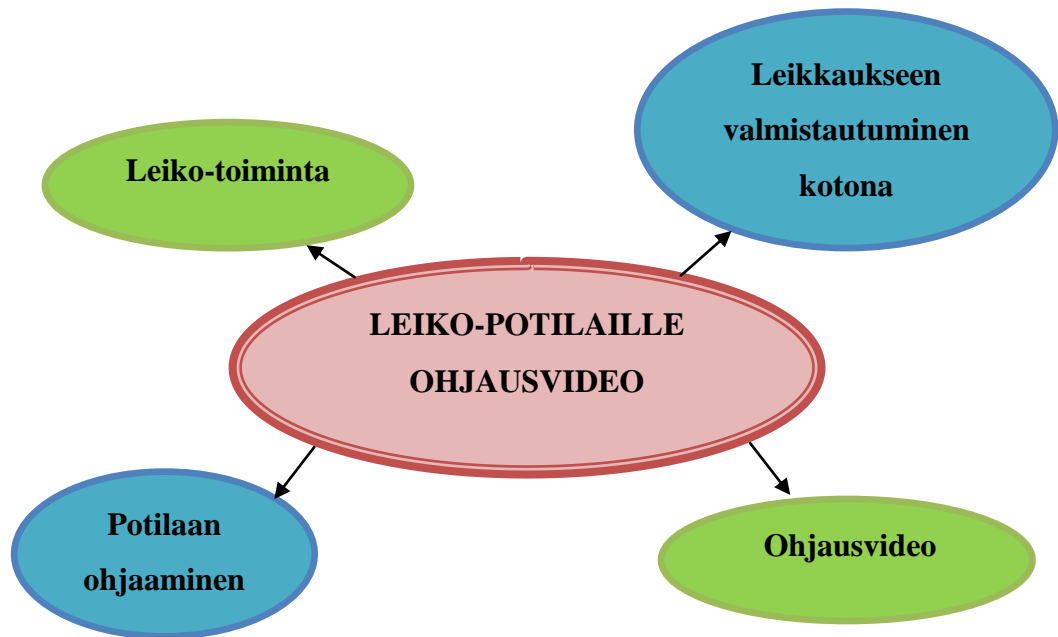 Leikkaukseen
valmistautuminen
kotona
Leiko-toiminta
LEIKO-POTILAILLE
OHJAUSVIDEO
Potilaan
ohjaaminen
Ohjausvideo